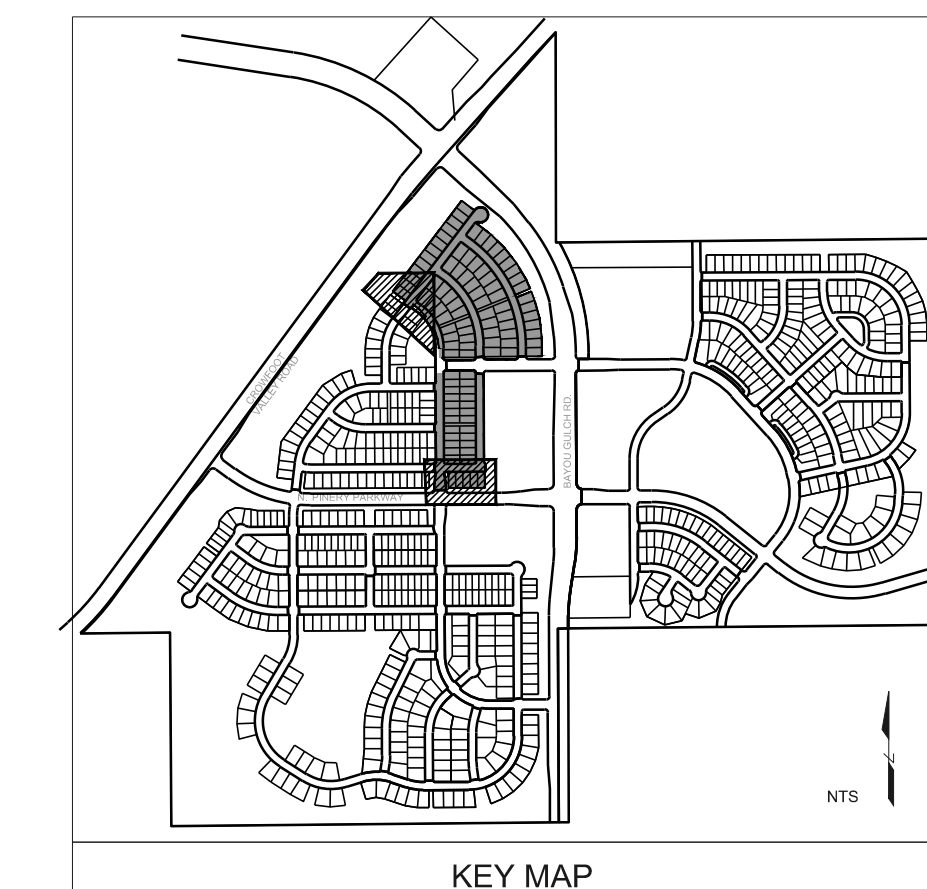 CROWFOOT
VALLEY ROAD
BAYOU GULCH RD.
N. PINERY PARKWAY
NTS
N
KEY MAP